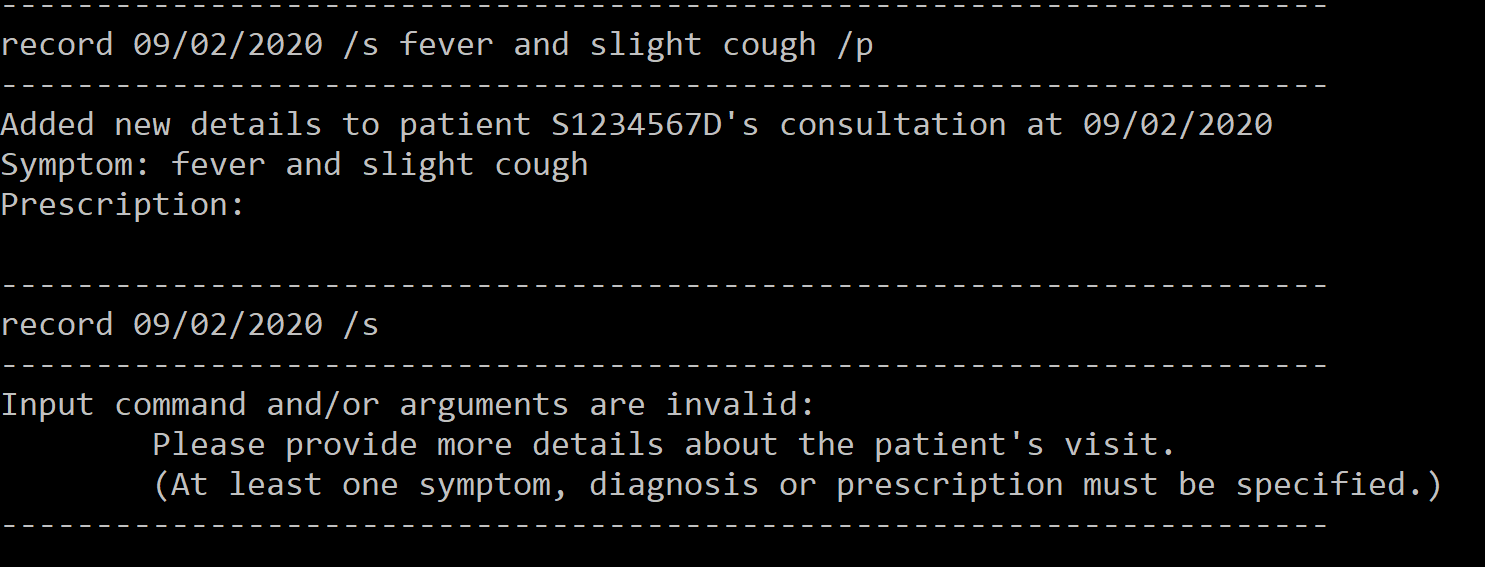 ----------------------------------------------------------------------
record 09/02/2020 /s fever and slight cough /p
----------------------------------------------------------------------
Added new details to patient S1234567D's consultation at 09/02/2020
Symptom: fever and slight cough
Prescription:
----------------------------------------------------------------------
record 09/02/2020 /s
----------------------------------------------------------------------
Input command and/or arguments are invalid:
        Please provide more details about the patient's visit.
        (At least one symptom, diagnosis or prescription must be specified.)
----------------------------------------------------------------------